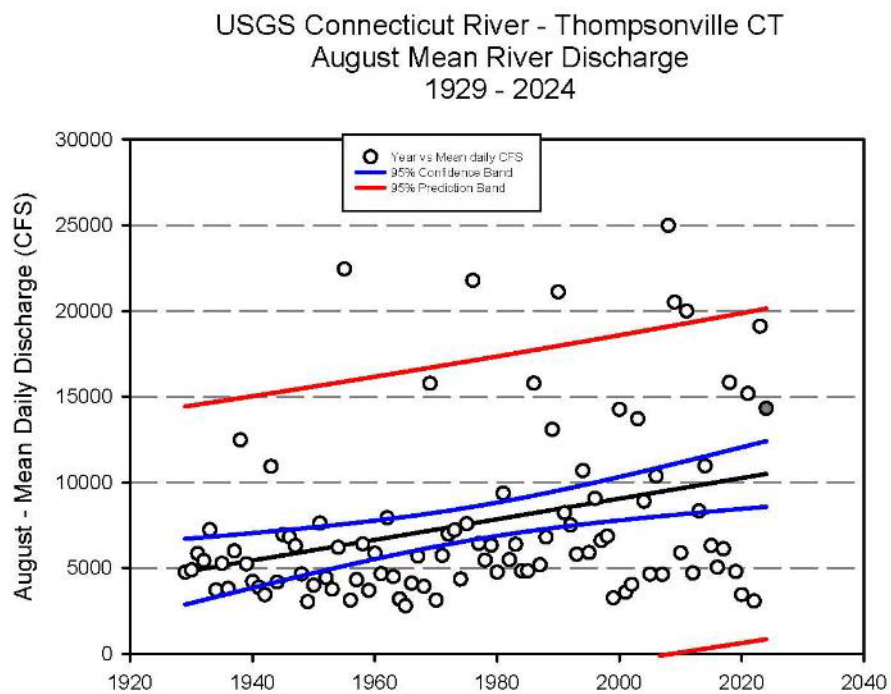 USGS Connecticut River - Thompsonville CT
August Mean River Discharge
1929 - 2024
30000
25000
20000
15000
10000
5000
0
August - Mean Daily Discharge (CFS)
Year vs Mean daily CFS
95% Confidence Band
95% Prediction Band
1920 1940 1960 1980 2000 2020 2040